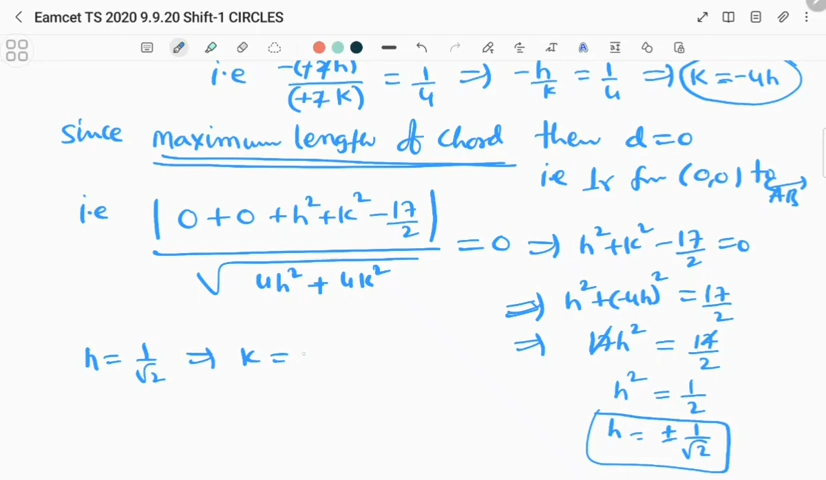 Eamcet TS 2020 9.9.20 Shift-1 CIRCLES
i.e -(+7h)/(+7k) = 1/4 ⇒ -h/k = 1/4 ⇒ k = -4h
since maximum length of chord then d=0
i.e ⊥r from (0,0) to AB
i.e |0+0+h²+k²-17/2| / √(4h²+4k²) = 0 ⇒ h²+k²-17/2=0
⇒ h²+(-4h)² = 17/2
⇒ 17h² = 17/2
h = 1/√2 ⇒ k =
h² = 1/2
h = ± 1/√2